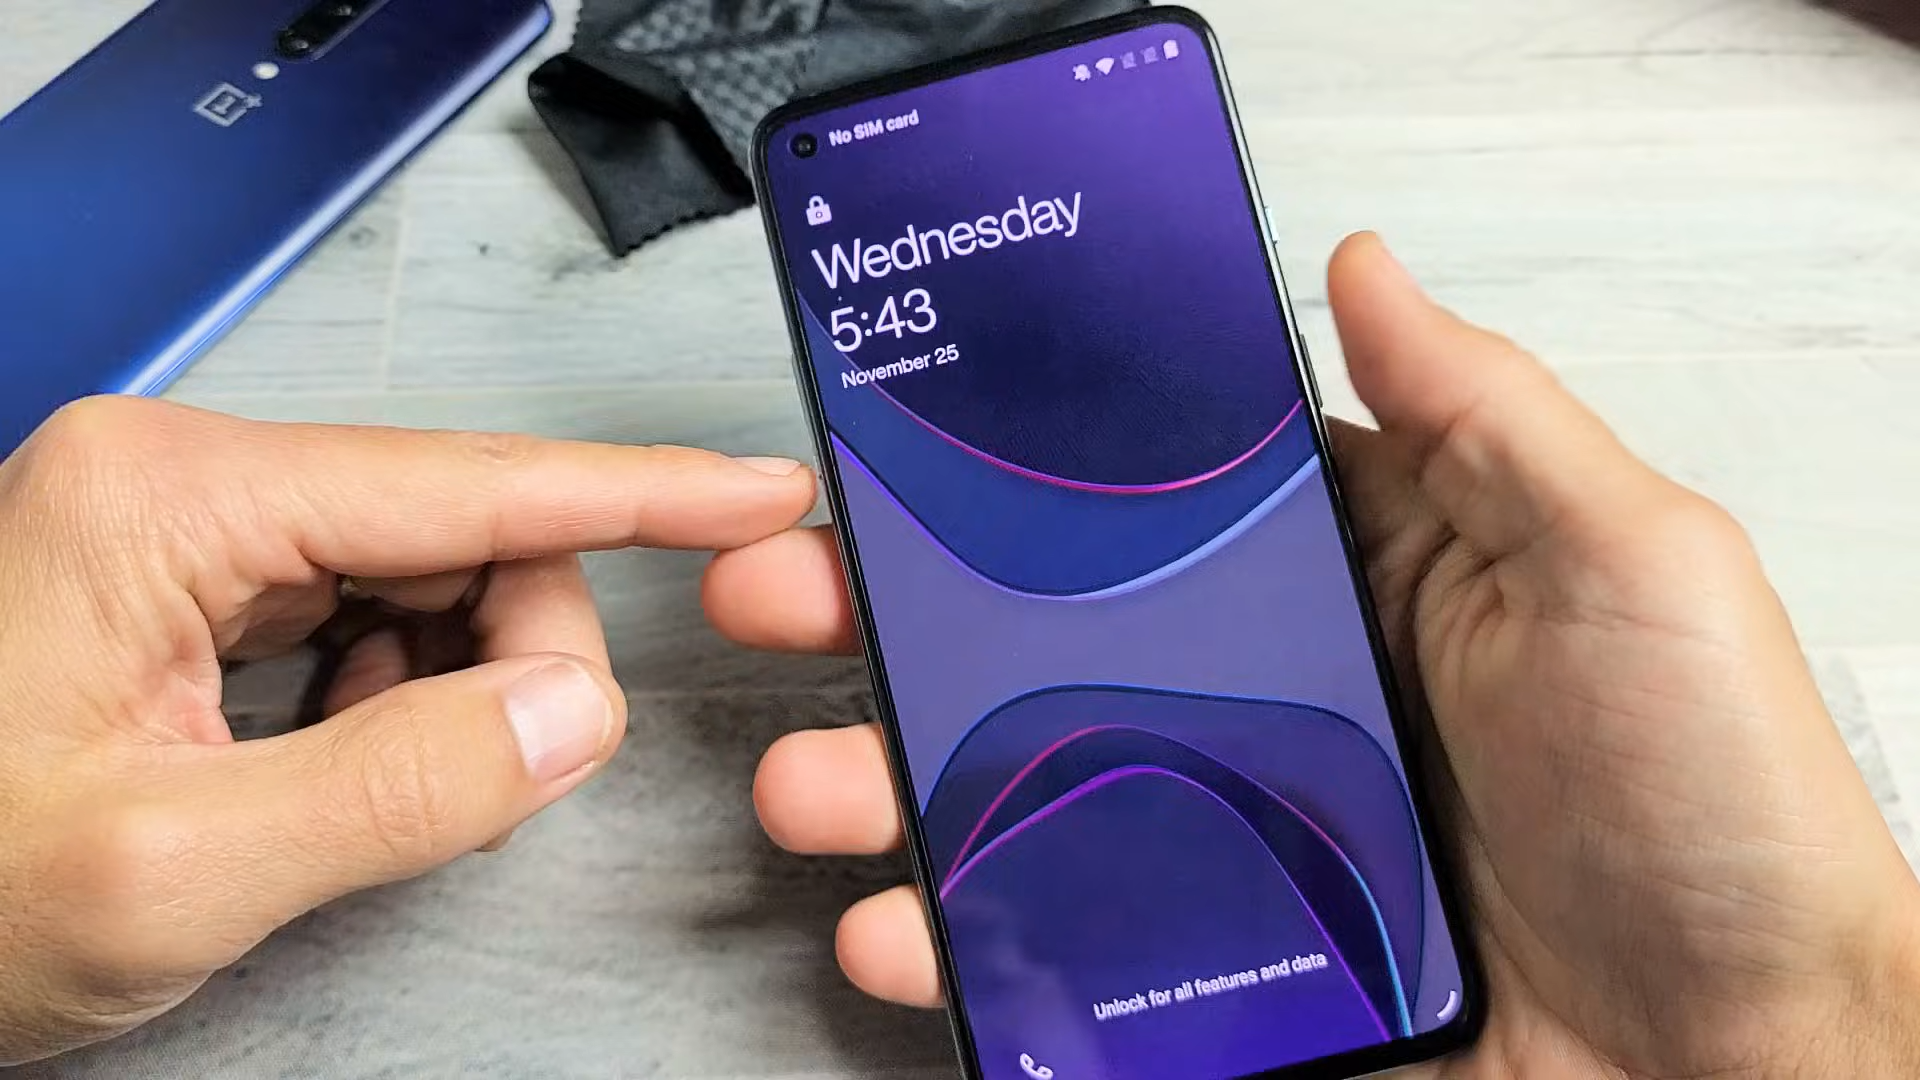 No SIM card
Wednesday
5:43
November 25
Unlock for all features and data